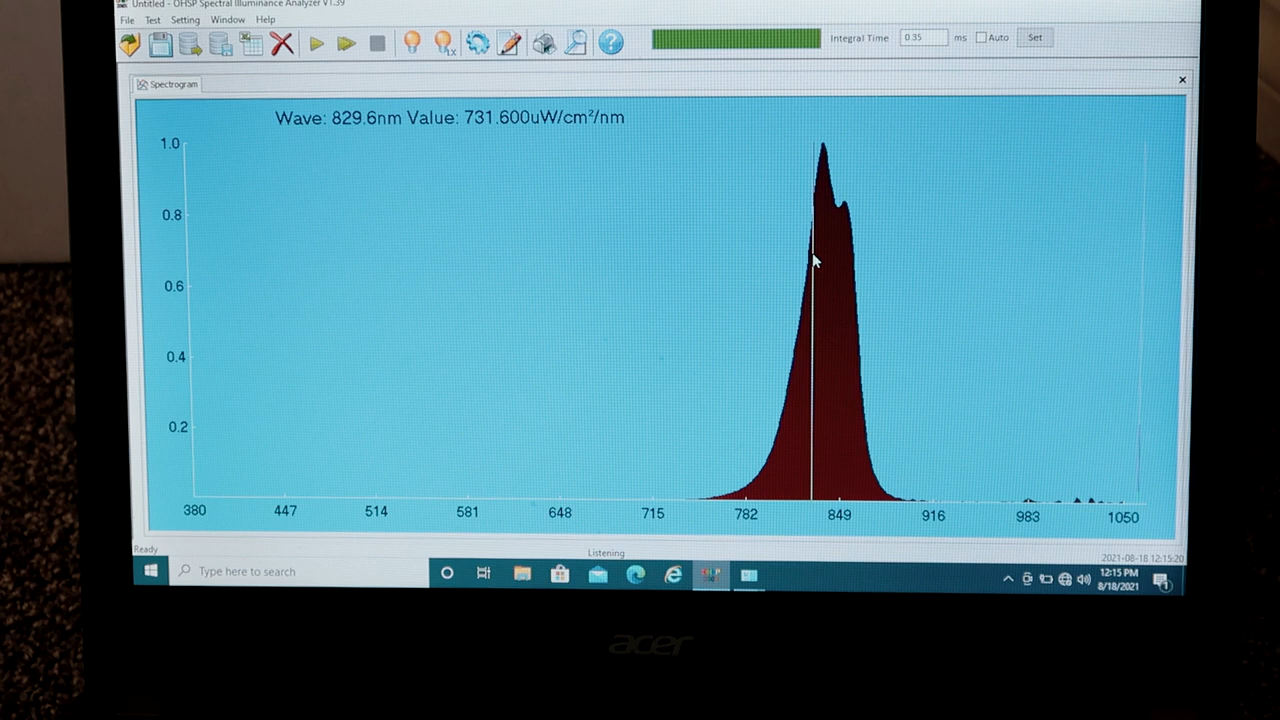 Untitled - OHSP Spectral Illuminance Analyzer V1.39
File Test Setting Window Help
Integral Time 0.35 ms Auto Set
Spectrogram
Wave: 829.6nm Value: 731.600uW/cm²/nm
1.0
0.8
0.6
0.4
0.2
380 447 514 581 648 715 782 849 916 983 1050
Ready Listening 2021-08-18 12:15:20
Type here to search
12:15 PM
8/18/2021
acer